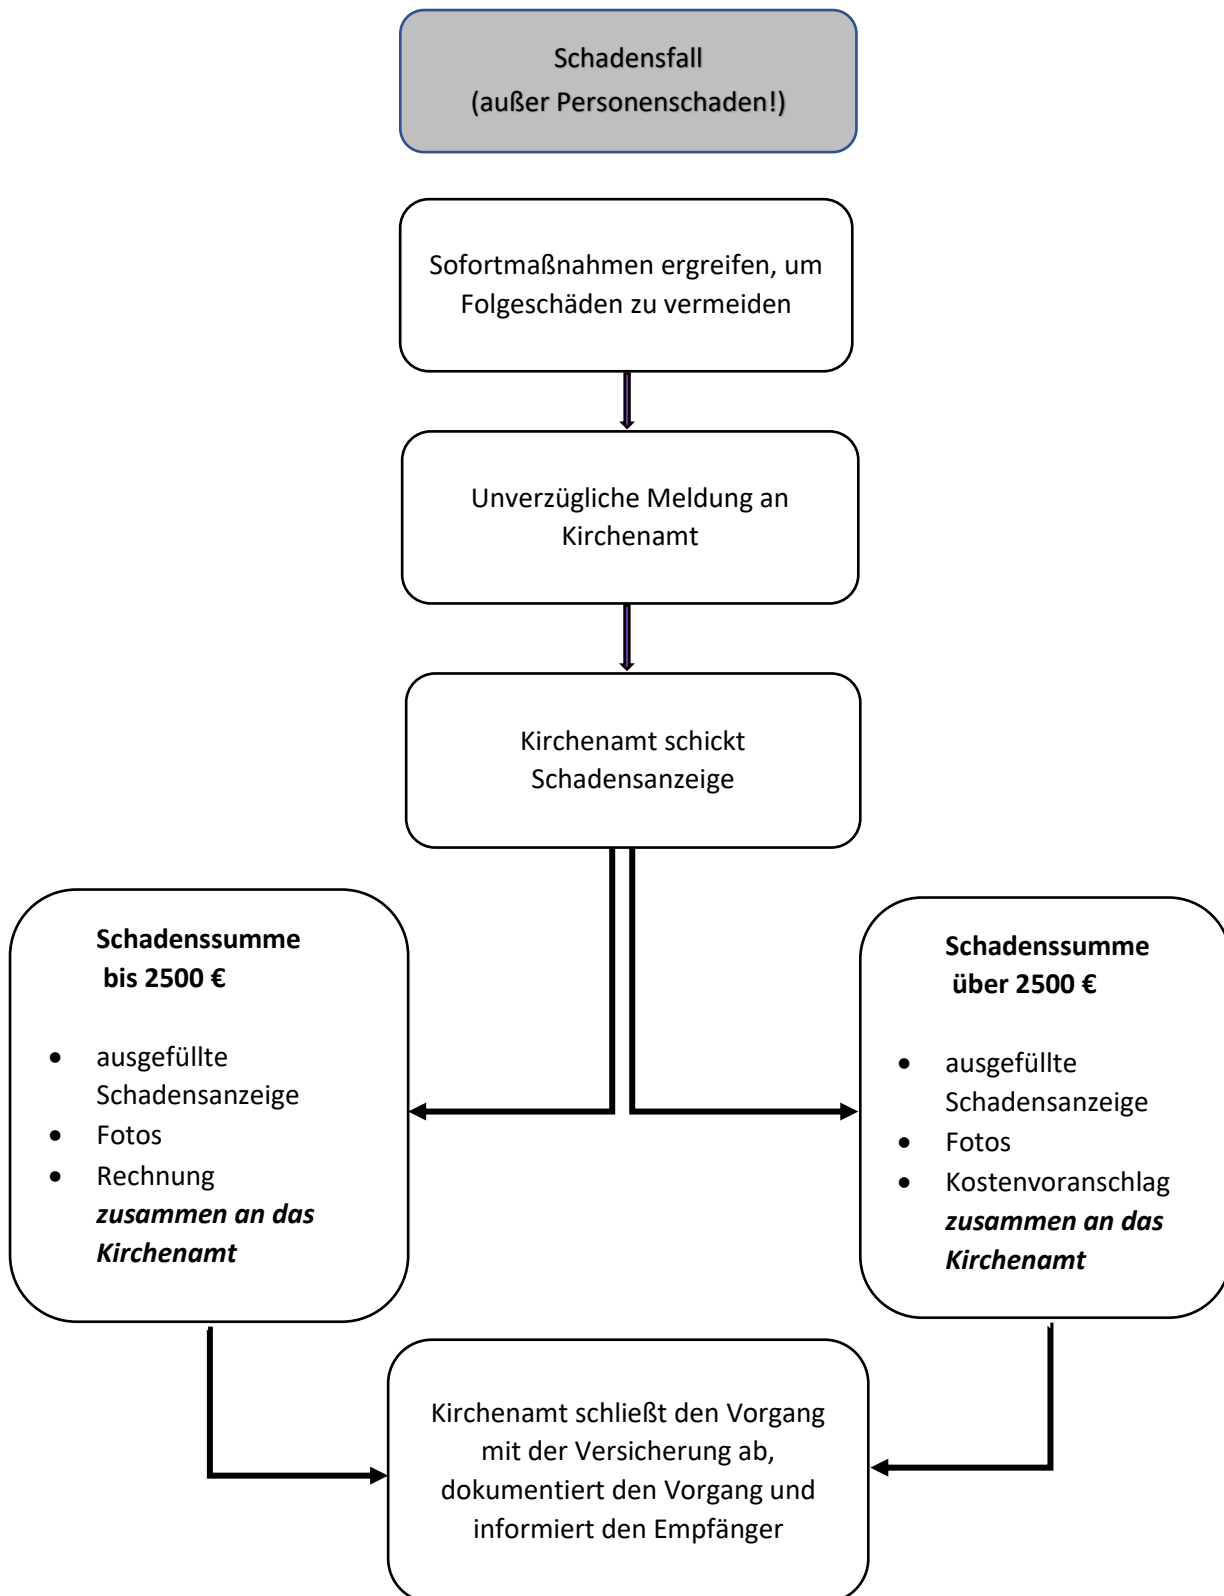 Schadensfall
(außer Personenschaden!)
Sofortmaßnahmen ergreifen, um
Folgeschäden zu vermeiden
Unverzügliche Meldung an
Kirchenamt
Kirchenamt schickt
Schadensanzeige
Schadenssumme
bis 2500 €
• ausgefüllte
Schadensanzeige
• Fotos
• Rechnung
zusammen an das
Kirchenamt
Schadenssumme
über 2500 €
• ausgefüllte
Schadensanzeige
• Fotos
• Kostenvoranschlag
zusammen an das
Kirchenamt
Kirchenamt schließt den Vorgang
mit der Versicherung ab,
dokumentiert den Vorgang und
informiert den Empfänger